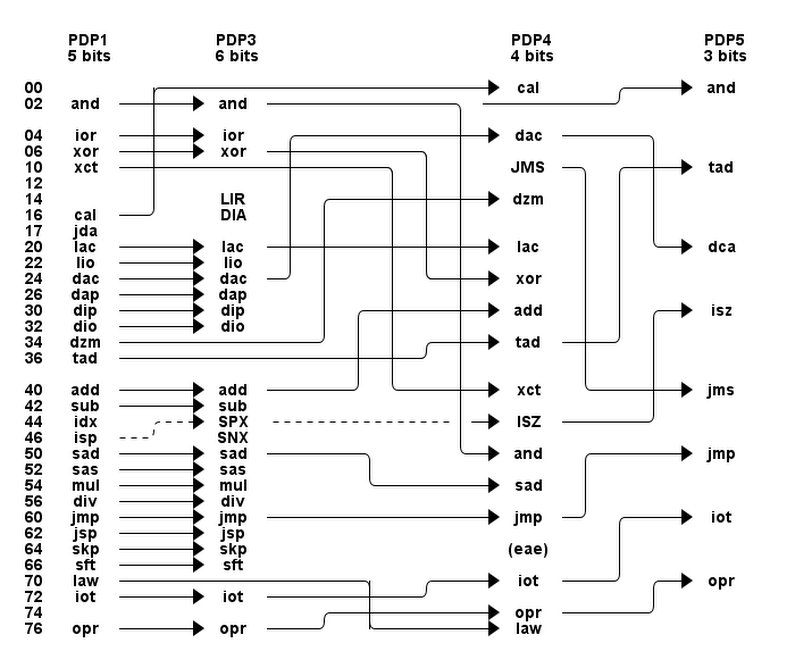 PDP1 PDP3 PDP4 PDP5
5 bits 6 bits 4 bits 3 bits
00 cal and
02 and and
04 ior ior dac
06 xor xor
10 xct JMS tad
12
14 LIR dzm
16 cal DIA
17 jda
20 lac lac lac dca
22 lio lio
24 dac dac xor
26 dap dap
30 dip dip add isz
32 dio dio
34 dzm tad
36 tad
40 add add xct jms
42 sub sub
44 idx SPX ISZ
46 isp SNX
50 sad sad and jmp
52 sas sas
54 mul mul sad
56 div div
60 jmp jmp jmp iot
62 jsp jsp
64 skp skp (eae)
66 sft sft
70 law iot opr
72 iot iot
74 opr
76 opr opr law